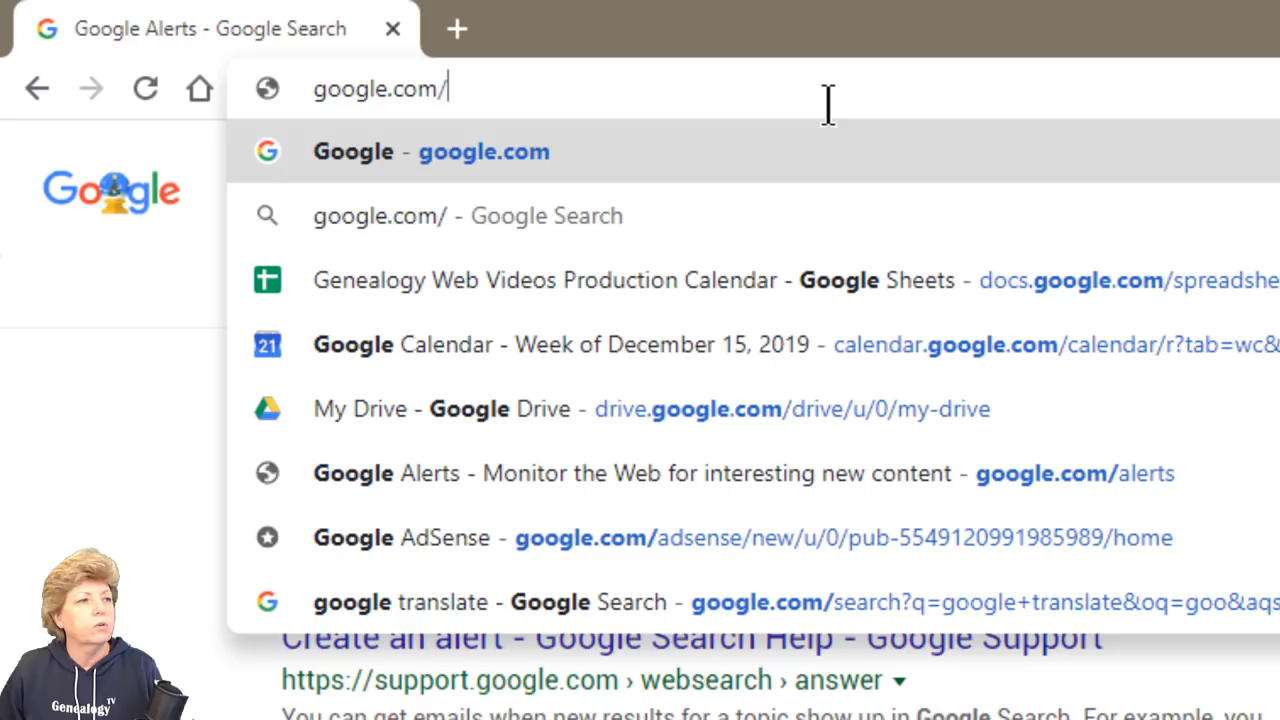 Google Alerts - Google Search
google.com/
Google
Google - google.com
google.com/ - Google Search
Genealogy Web Videos Production Calendar - Google Sheets - docs.google.com/spreadshe
21 Google Calendar - Week of December 15, 2019 - calendar.google.com/calendar/r?tab=wc&
My Drive - Google Drive - drive.google.com/drive/u/0/my-drive
Google Alerts - Monitor the Web for interesting new content - google.com/alerts
Google AdSense - google.com/adsense/new/u/0/pub-5549120991985989/home
google translate - Google Search - google.com/search?q=google+translate&oq=goo&aqs
Create an alert - Google Search Help - Google Support
https://support.google.com › websearch › answer
You can get emails when new results for a topic show up in Google Search. For example, you
Genealogy TV